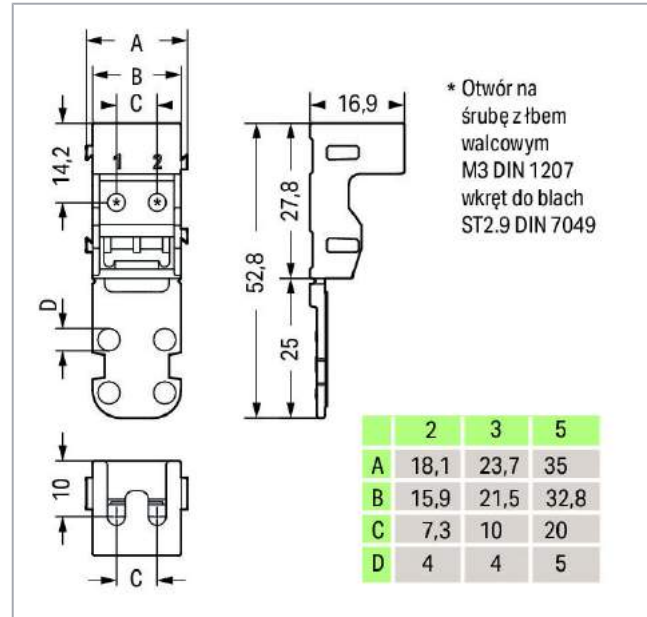 A
B
C
14,2
1 2
D
52,8
27,8
25
16,9
* Otwór na
śrubę z łbem
walcowym
M3 DIN 1207
wkręt do blach
ST2.9 DIN 7049
* *
10
C
2 3 5
A 18,1 23,7 35
B 15,9 21,5 32,8
C 7,3 10 20
D 4 4 5